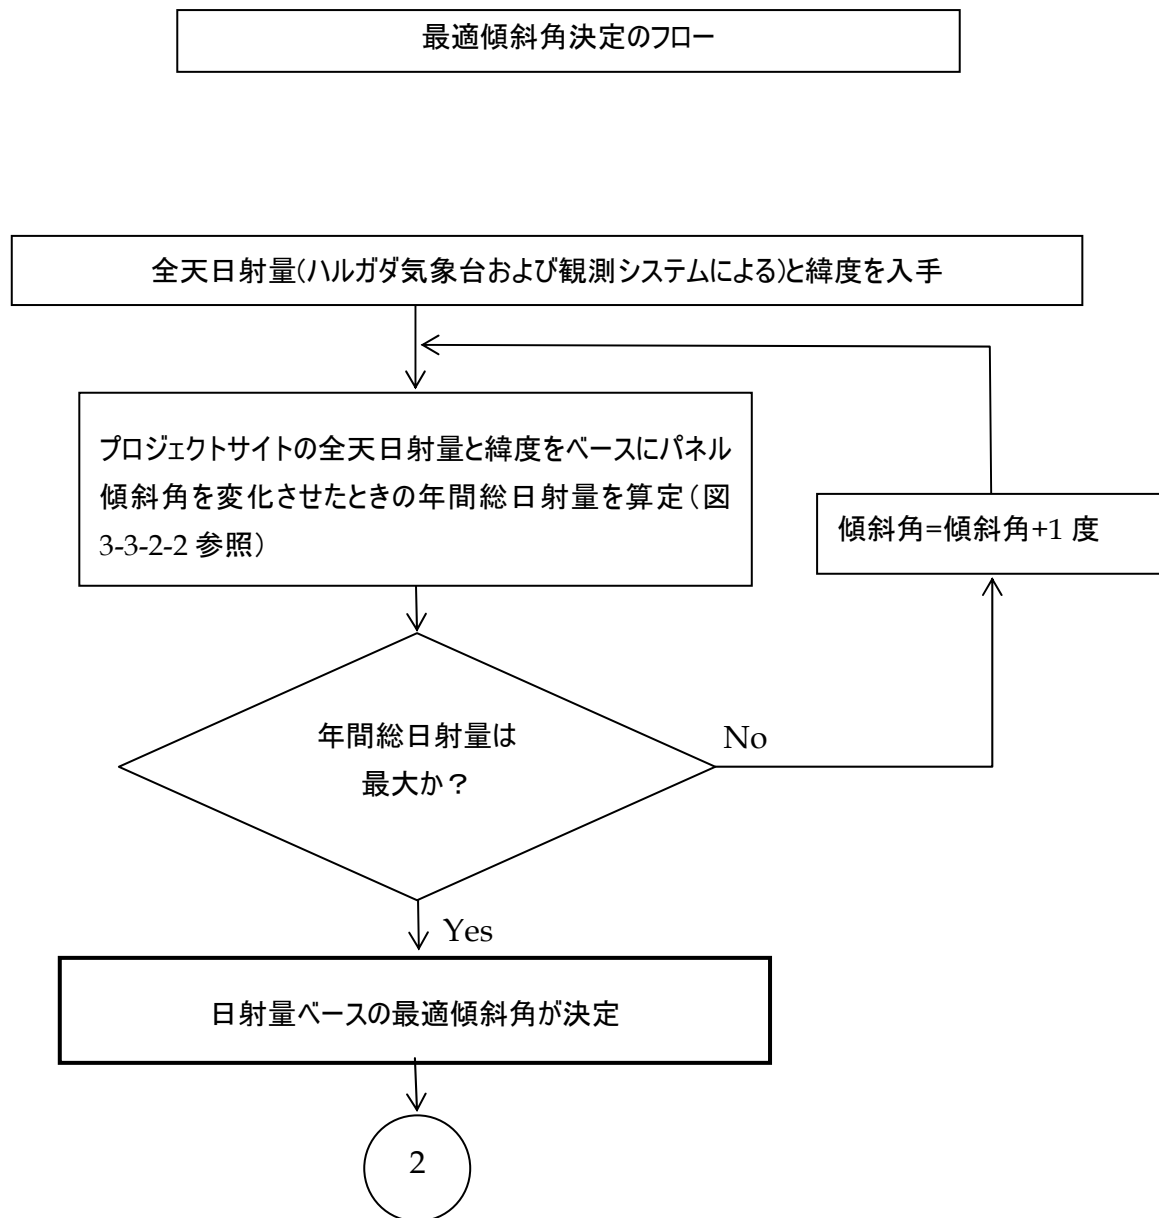 最適傾斜角決定のフロー
全天日射量(ハルガダ気象台および観測システムによる)と緯度を入手
プロジェクトサイトの全天日射量と緯度をベースにパネル
傾斜角を変化させたときの年間総日射量を算定(図
3-3-2-2 参照)
傾斜角=傾斜角+1 度
年間総日射量は
最大か?
No
Yes
日射量ベースの最適傾斜角が決定
2